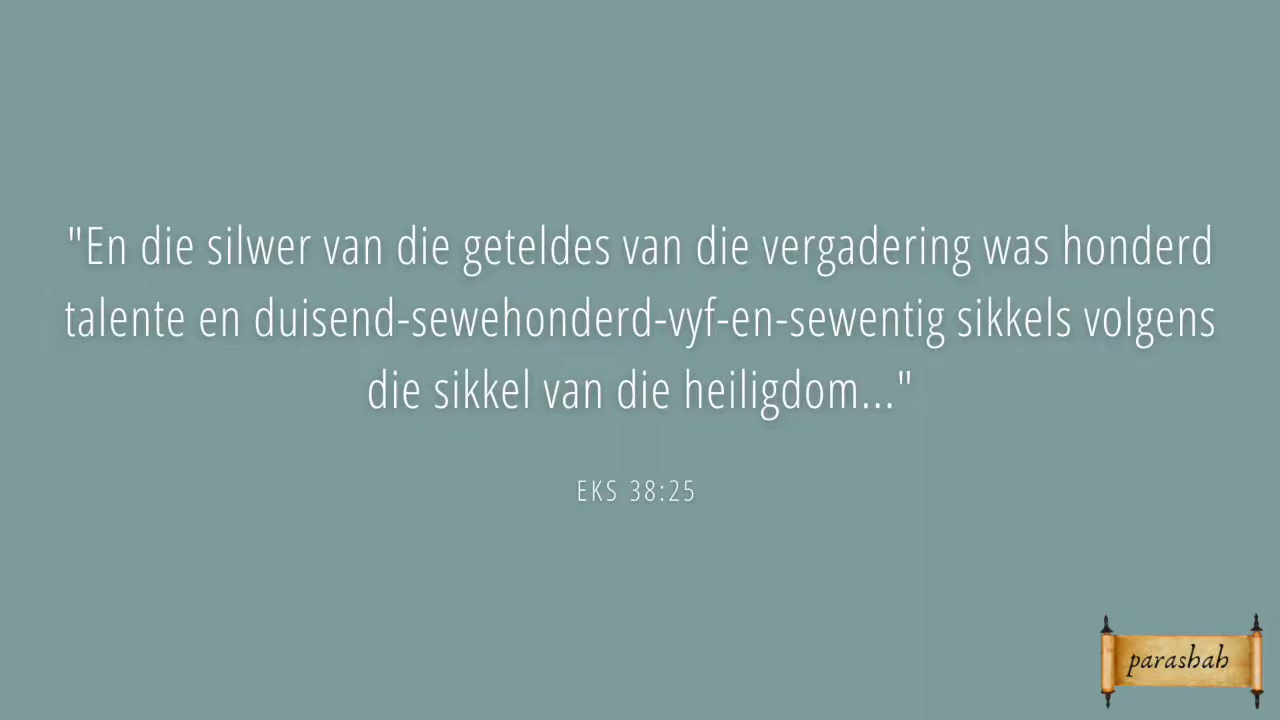 "En die silwer van die geteldes van die vergadering was honderd
talente en duisend-sewehonderd-vyf-en-sewentig sikkels volgens
die sikkel van die heiligdom..."
EKS 38:25
parashah